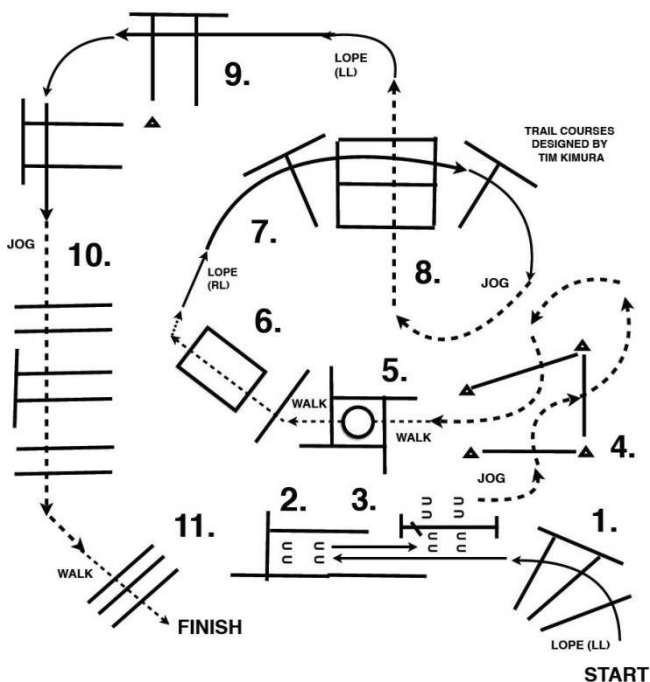 9.
LOPE
(LL)
TRAIL COURSES
DESIGNED BY
TIM KIMURA
JOG
10.
7.
LOPE
(RL)
8.
JOG
6.
5.
WALK
WALK
4.
JOG
2.
3.
1.
11.
WALK
FINISH
LOPE (LL)
START